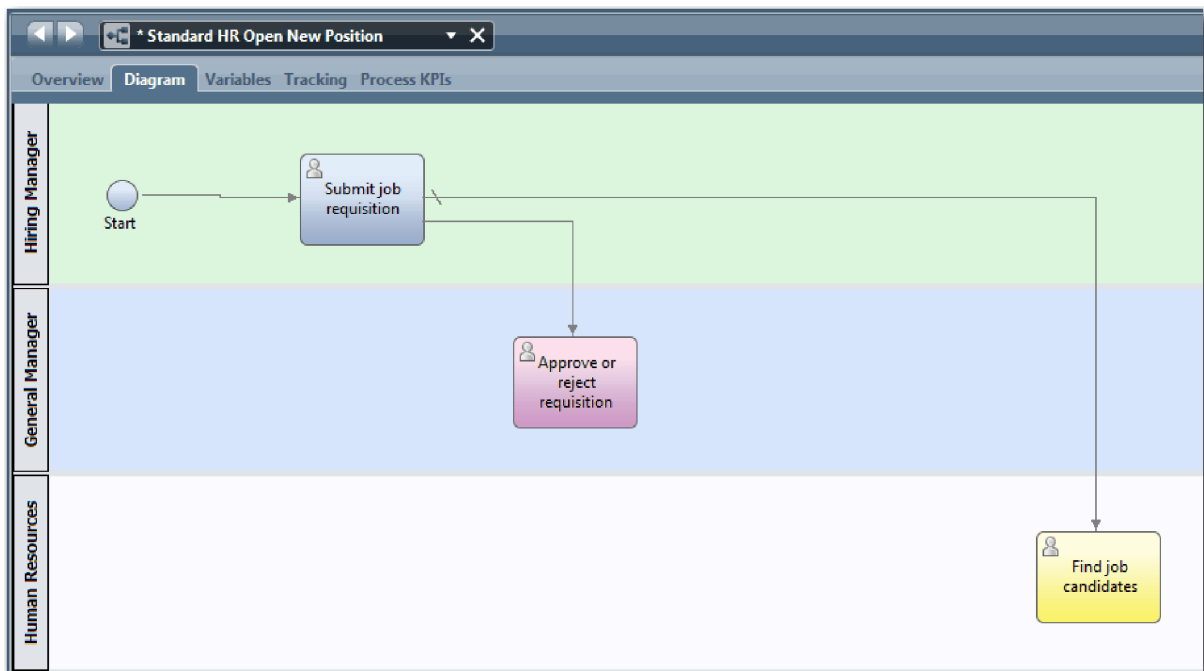 * Standard HR Open New Position
Overview Diagram Variables Tracking Process KPIs
Hiring Manager
Start
Submit job
requisition
General Manager
Approve or
reject
requisition
Human Resources
Find job
candidates